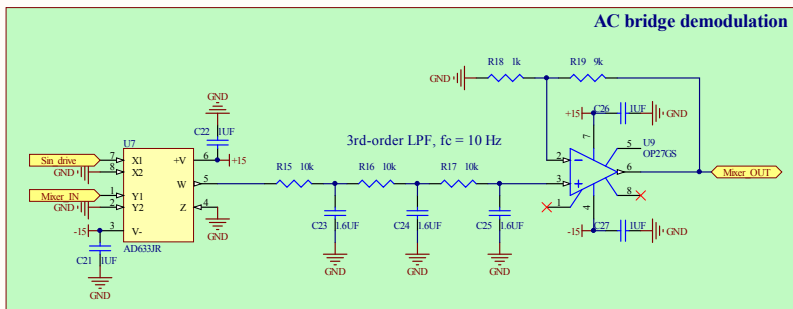 AC bridge demodulation
R18 1k
R19 9k
GND
GND
C22 1UF
C26 1UF
+15
GND
U7
3rd-order LPF, fc = 10 Hz
7
U9
OP27GS
Sin_drive
7
X1
+V
6
+15
2
5
GND
8
X2
R15 10k
R16 10k
R17 10k
6
Mixer_OUT
Mixer_IN
1
Y1
W
5
3
8
GND
2
Y2
Z
4
1
4
-15
3
V-
GND
C23 1.6UF
C24 1.6UF
C25 1.6UF
-15
C27 1UF
GND
AD633JR
C21 1UF
GND
GND
GND
GND